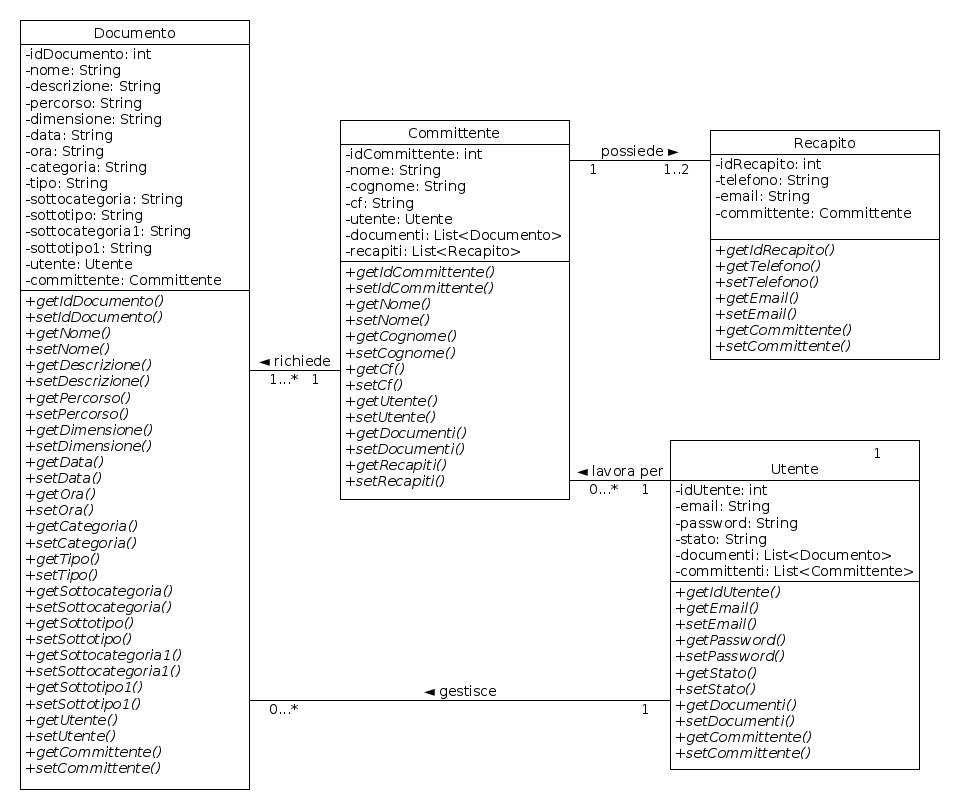 Documento
-idDocumento: int
-nome: String
-descrizione: String
-percorso: String
-dimensione: String
-data: String
-ora: String
-categoria: String
-tipo: String
-sottocategoria: String
-sottotipo: String
-sottocategoria1: String
-sottotipo1: String
-utente: Utente
-committente: Committente
+getIdDocumento()
+setIdDocumento()
+getNome()
+setNome()
+getDescrizione()
+setDescrizione()
+getPercorso()
+setPercorso()
+getDimensione()
+setDimensione()
+getData()
+setData()
+getOra()
+setOra()
+getCategoria()
+setCategoria()
+getTipo()
+setTipo()
+getSottocategoria()
+setSottocategoria()
+getSottotipo()
+setSottotipo()
+getSottocategoria1()
+setSottocategoria1()
+getSottotipo1()
+setSottotipo1()
+getUtente()
+setUtente()
+getCommittente()
+setCommittente()
◄ richiede
1...* 1
Committente
-idCommittente: int
-nome: String
-cognome: String
-cf: String
-utente: Utente
-documenti: List<Documento>
-recapiti: List<Recapito>
+getIdCommittente()
+setIdCommittente()
+getNome()
+setNome()
+getCognome()
+setCognome()
+getCf()
+setCf()
+getUtente()
+setUtente()
+getDocumenti()
+setDocumenti()
+getRecapiti()
+setRecapiti()
possiede ►
1 1..2
Recapito
-idRecapito: int
-telefono: String
-email: String
-committente: Committente
+getIdRecapito()
+getTelefono()
+setTelefono()
+getEmail()
+setEmail()
+getCommittente()
+setCommittente()
◄ lavora per
0...* 1
1
Utente
-idUtente: int
-email: String
-password: String
-stato: String
-documenti: List<Documento>
-committenti: List<Committente>
+getIdUtente()
+getEmail()
+setEmail()
+getPassword()
+setPassword()
+getStato()
+setStato()
+getDocumenti()
+setDocumenti()
+getCommittente()
+setCommittente()
◄ gestisce
0...* 1